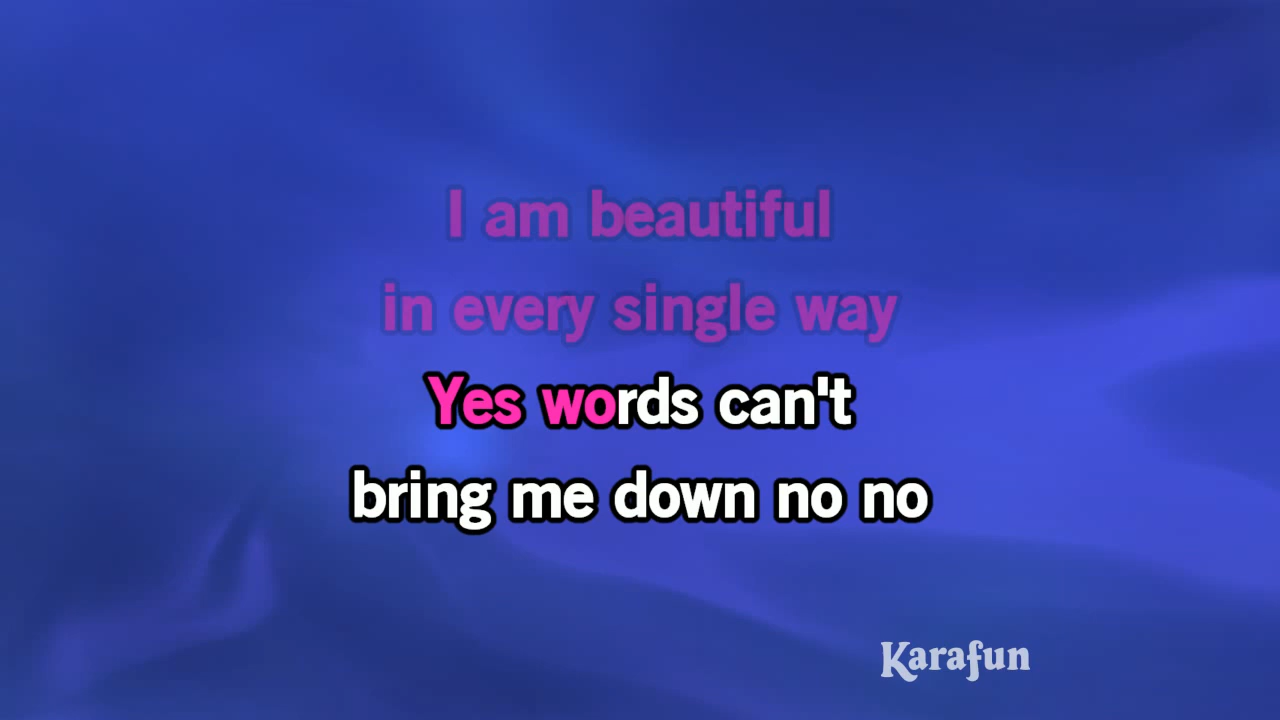 I am beautiful
in every single way
Yes words can't
bring me down no no
Karafun